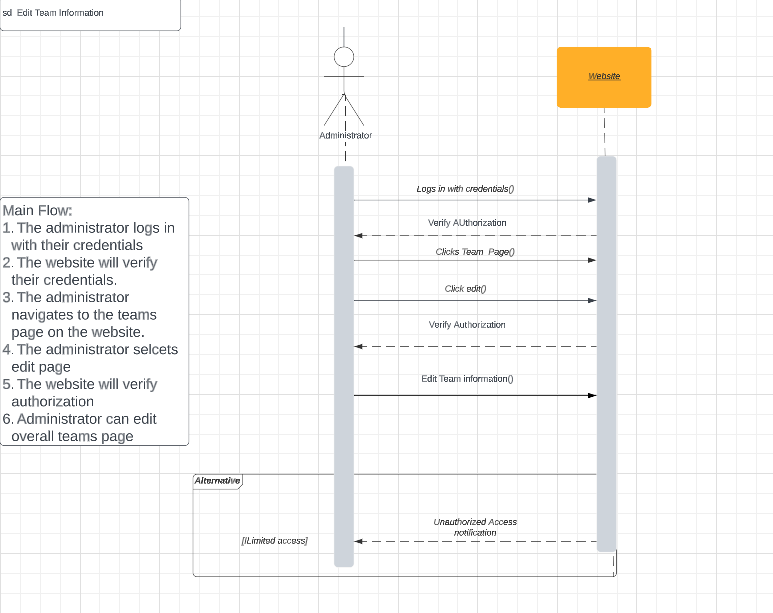 sd Edit Team Information
Website
Administrator
Logs in with credentials()
Verify AUthorization
Clicks Team Page()
Click edit()
Verify Authorization
Edit Team information()
Main Flow:
1. The administrator logs in
with their credentials
2. The website will verify
their credentials.
3. The administrator
navigates to the teams
page on the website.
4. The administrator selcets
edit page
5. The website will verify
authorization
6. Administrator can edit
overall teams page
Alternative
[lLimited access]
Unauthorized Access
notification